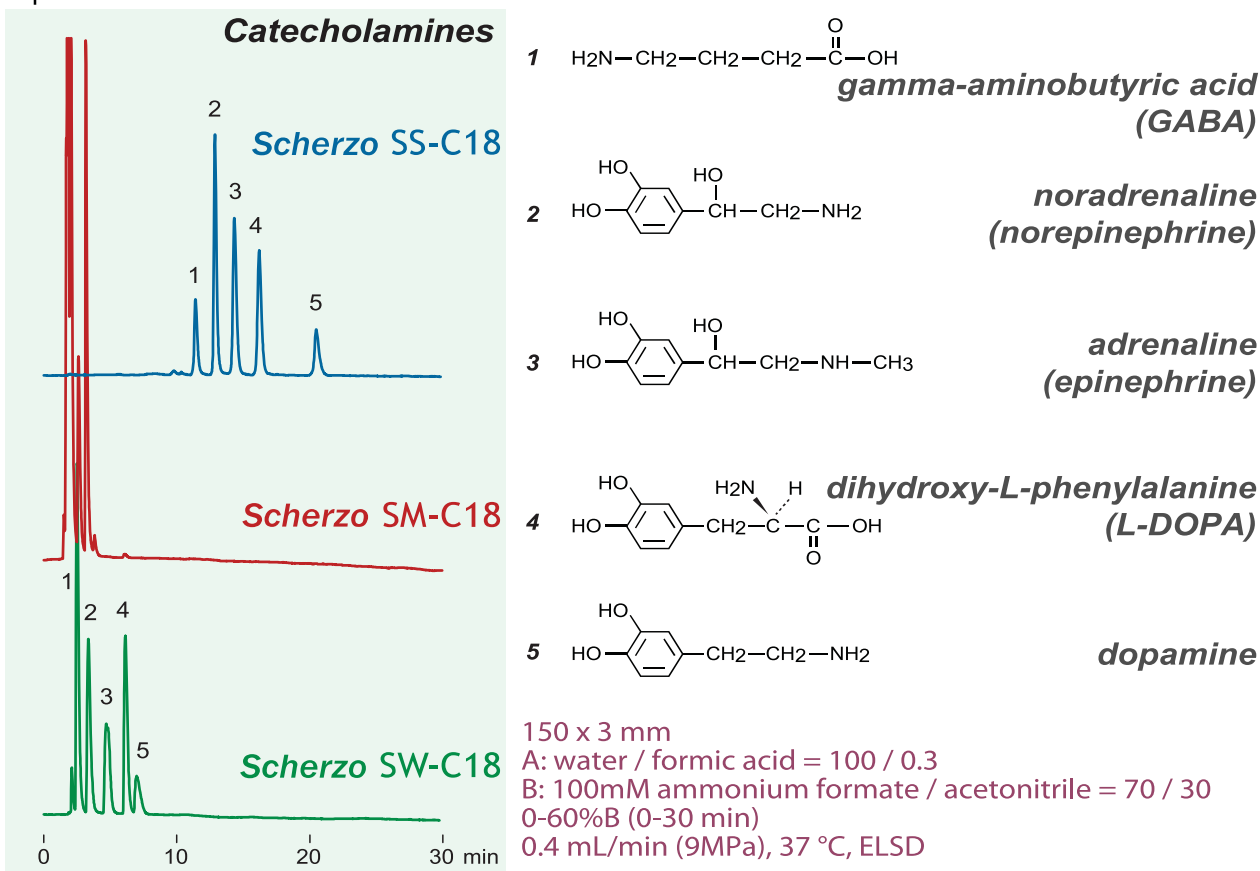 Catecholamines
Scherzo SS-C18
1
2
3
4
5
Scherzo SM-C18
Scherzo SW-C18
1
2
3
4
5
0 10 20 30 min
1 H2N-CH2-CH2-CH2-C-OH
O
gamma-aminobutyric acid
(GABA)
2
HO
HO
HO
CH-CH2-NH2
noradrenaline
(norepinephrine)
3
HO
HO
HO
CH-CH2-NH-CH3
adrenaline
(epinephrine)
4
HO
HO
H2N H
CH2 C-OH
O
dihydroxy-L-phenylalanine
(L-DOPA)
5
HO
HO
CH2-CH2-NH2
dopamine
150 x 3 mm
A: water / formic acid = 100 / 0.3
B: 100mM ammonium formate / acetonitrile = 70 / 30
0-60%B (0-30 min)
0.4 mL/min (9MPa), 37 °C, ELSD